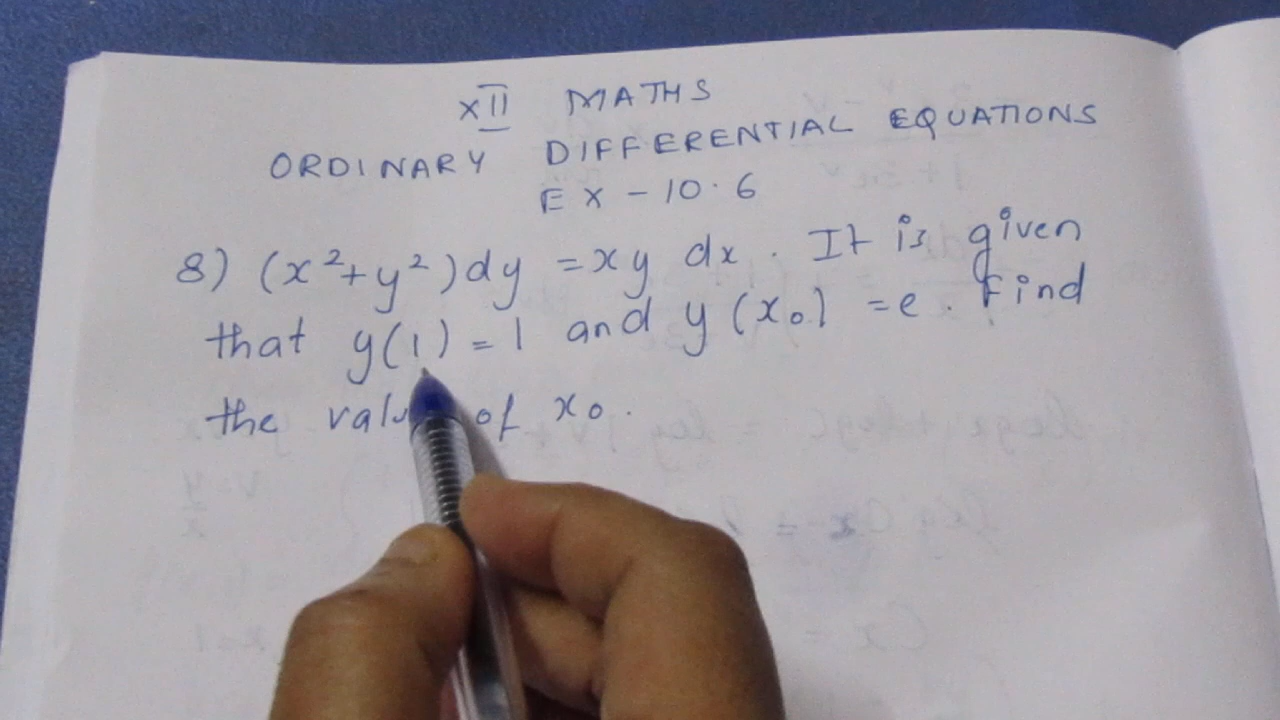 XII MATHS
ORDINARY DIFFERENTIAL EQUATIONS
EX - 10.6
8) (x²+y²)dy = xy dx. It is given
that y(1) = 1 and y(x₀) = e. Find
the value of x₀.